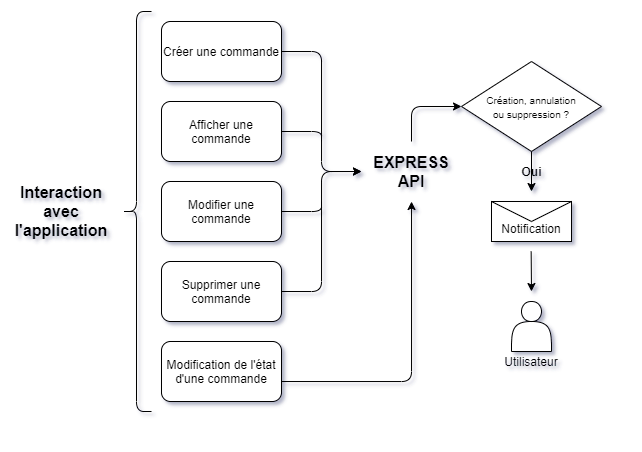 Créer une commande
Afficher une
commande
Interaction
avec
l'application
Modifier une
commande
Supprimer une
commande
Modification de l'état
d'une commande
EXPRESS
API
Création, annulation
ou suppression ?
Oui
Notification
Utilisateur